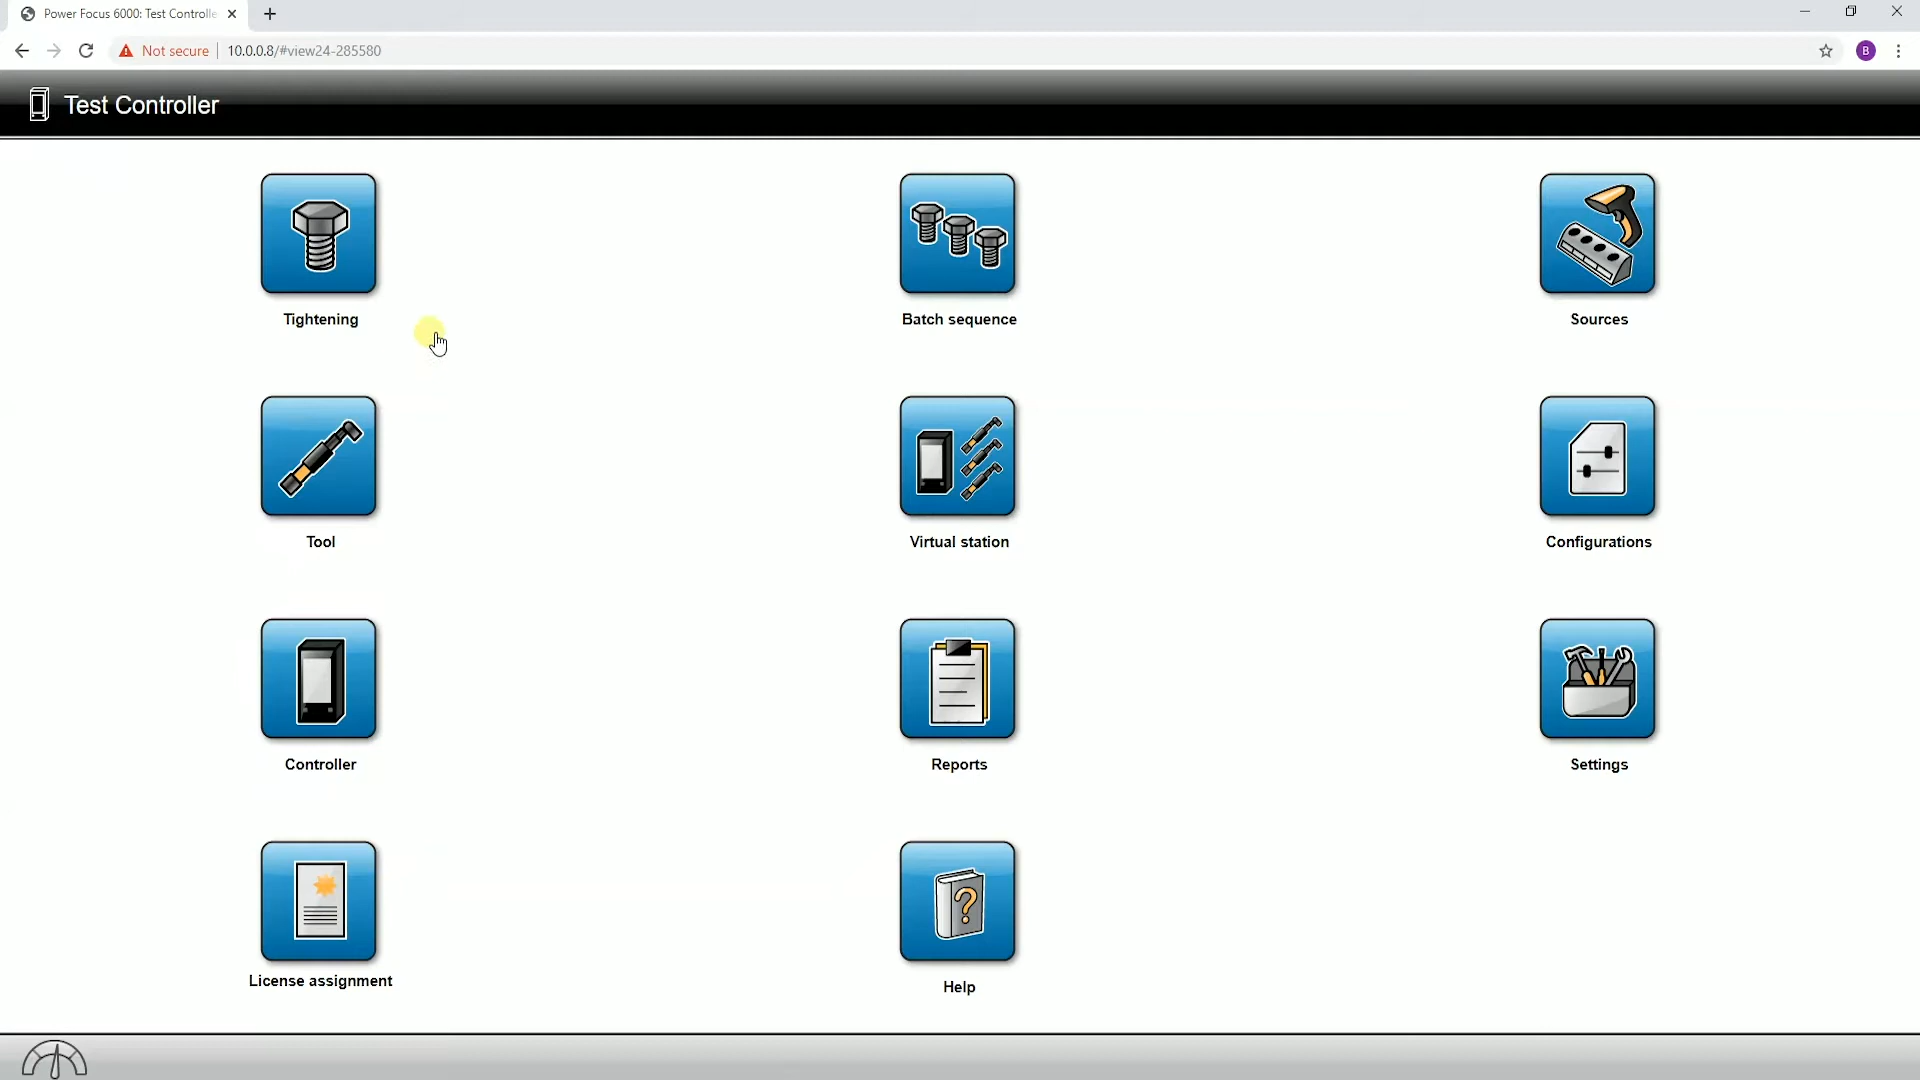 Power Focus 6000: Test Controlle
Not secure
10.0.0.8/#view24-285580
B
Test Controller
Tightening
Batch sequence
Sources
Tool
Virtual station
Configurations
Controller
Reports
Settings
License assignment
Help